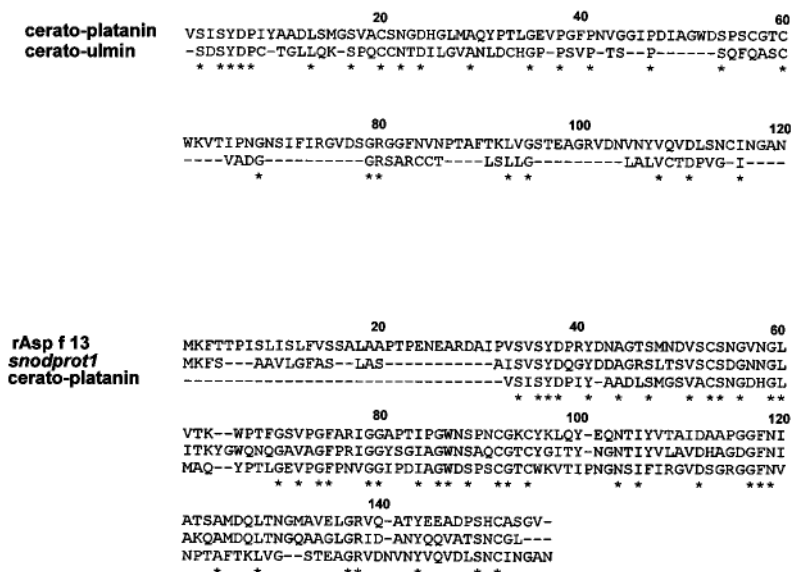 20 40 60
cerato-platanin VSISYDPIYAADLSMGSVACSNGDHGLMAQYPTLGEVPGFPNVGGIPDIAGWDSPSCGTC
cerato-ulmin -SDSYDPC-TGLLQK-SPQCCNTDILGVANLDCHGP-PSVP-TS--P------SQFQASC
* **** * * * * * * * * * * *
80 100 120
WKVTIPNGNSIFIRGVDSGRGGFNVNPTAFTKLVGSTEAGRVDNVNYVQVDLSNCINGAN
----VADG----------GRSARCCT----LSLLG---------LALVCTDPVG-I----
* ** * * * * *
20 40 60
rAsp f 13 MKFTTPISLISLFVSSALAAPTPENEARDAIPVSVSYDPRYDNAGTSMNDVSCSNGVNGL
snodprot1 MKFS---AAVLGFAS--LAS------------AISVSYDQGYDDAGRSLTSVSCSDGNNGL
cerato-platanin --------------------------------VSISYDPIY-AADLSMGSVACSNGDHGL
* *** * * * * ** * **
80 100 120
VTK--WPTFGSVPGFARIGGAPTIPGWNSPNCGKCYKLQY-EQNTIYVTAIDAAPGGFNI
ITKYGWQNQGAVAGFPRIGGYSGIAGWNSAQCGTCYGITY-NGNTIYVLAVDHAGDGFNI
MAQ--YPTLGEVPGFPNVGGIPDIAGWDSPSCGTCWKVTIPNGNSIFIRGVDSGRGGFNV
* * ** ** * ** * ** * * * * ***
140
ATSAMDQLTNGMAVELGRVQ-ATYEEADPSHCASGV-
AKQAMDQLTNGQAAGLGRID-ANYQQVATSNCGL---
NPTAFTKLVG--STEAGRVDNVNYVQVDLSNCINGAN
* * ** * * *